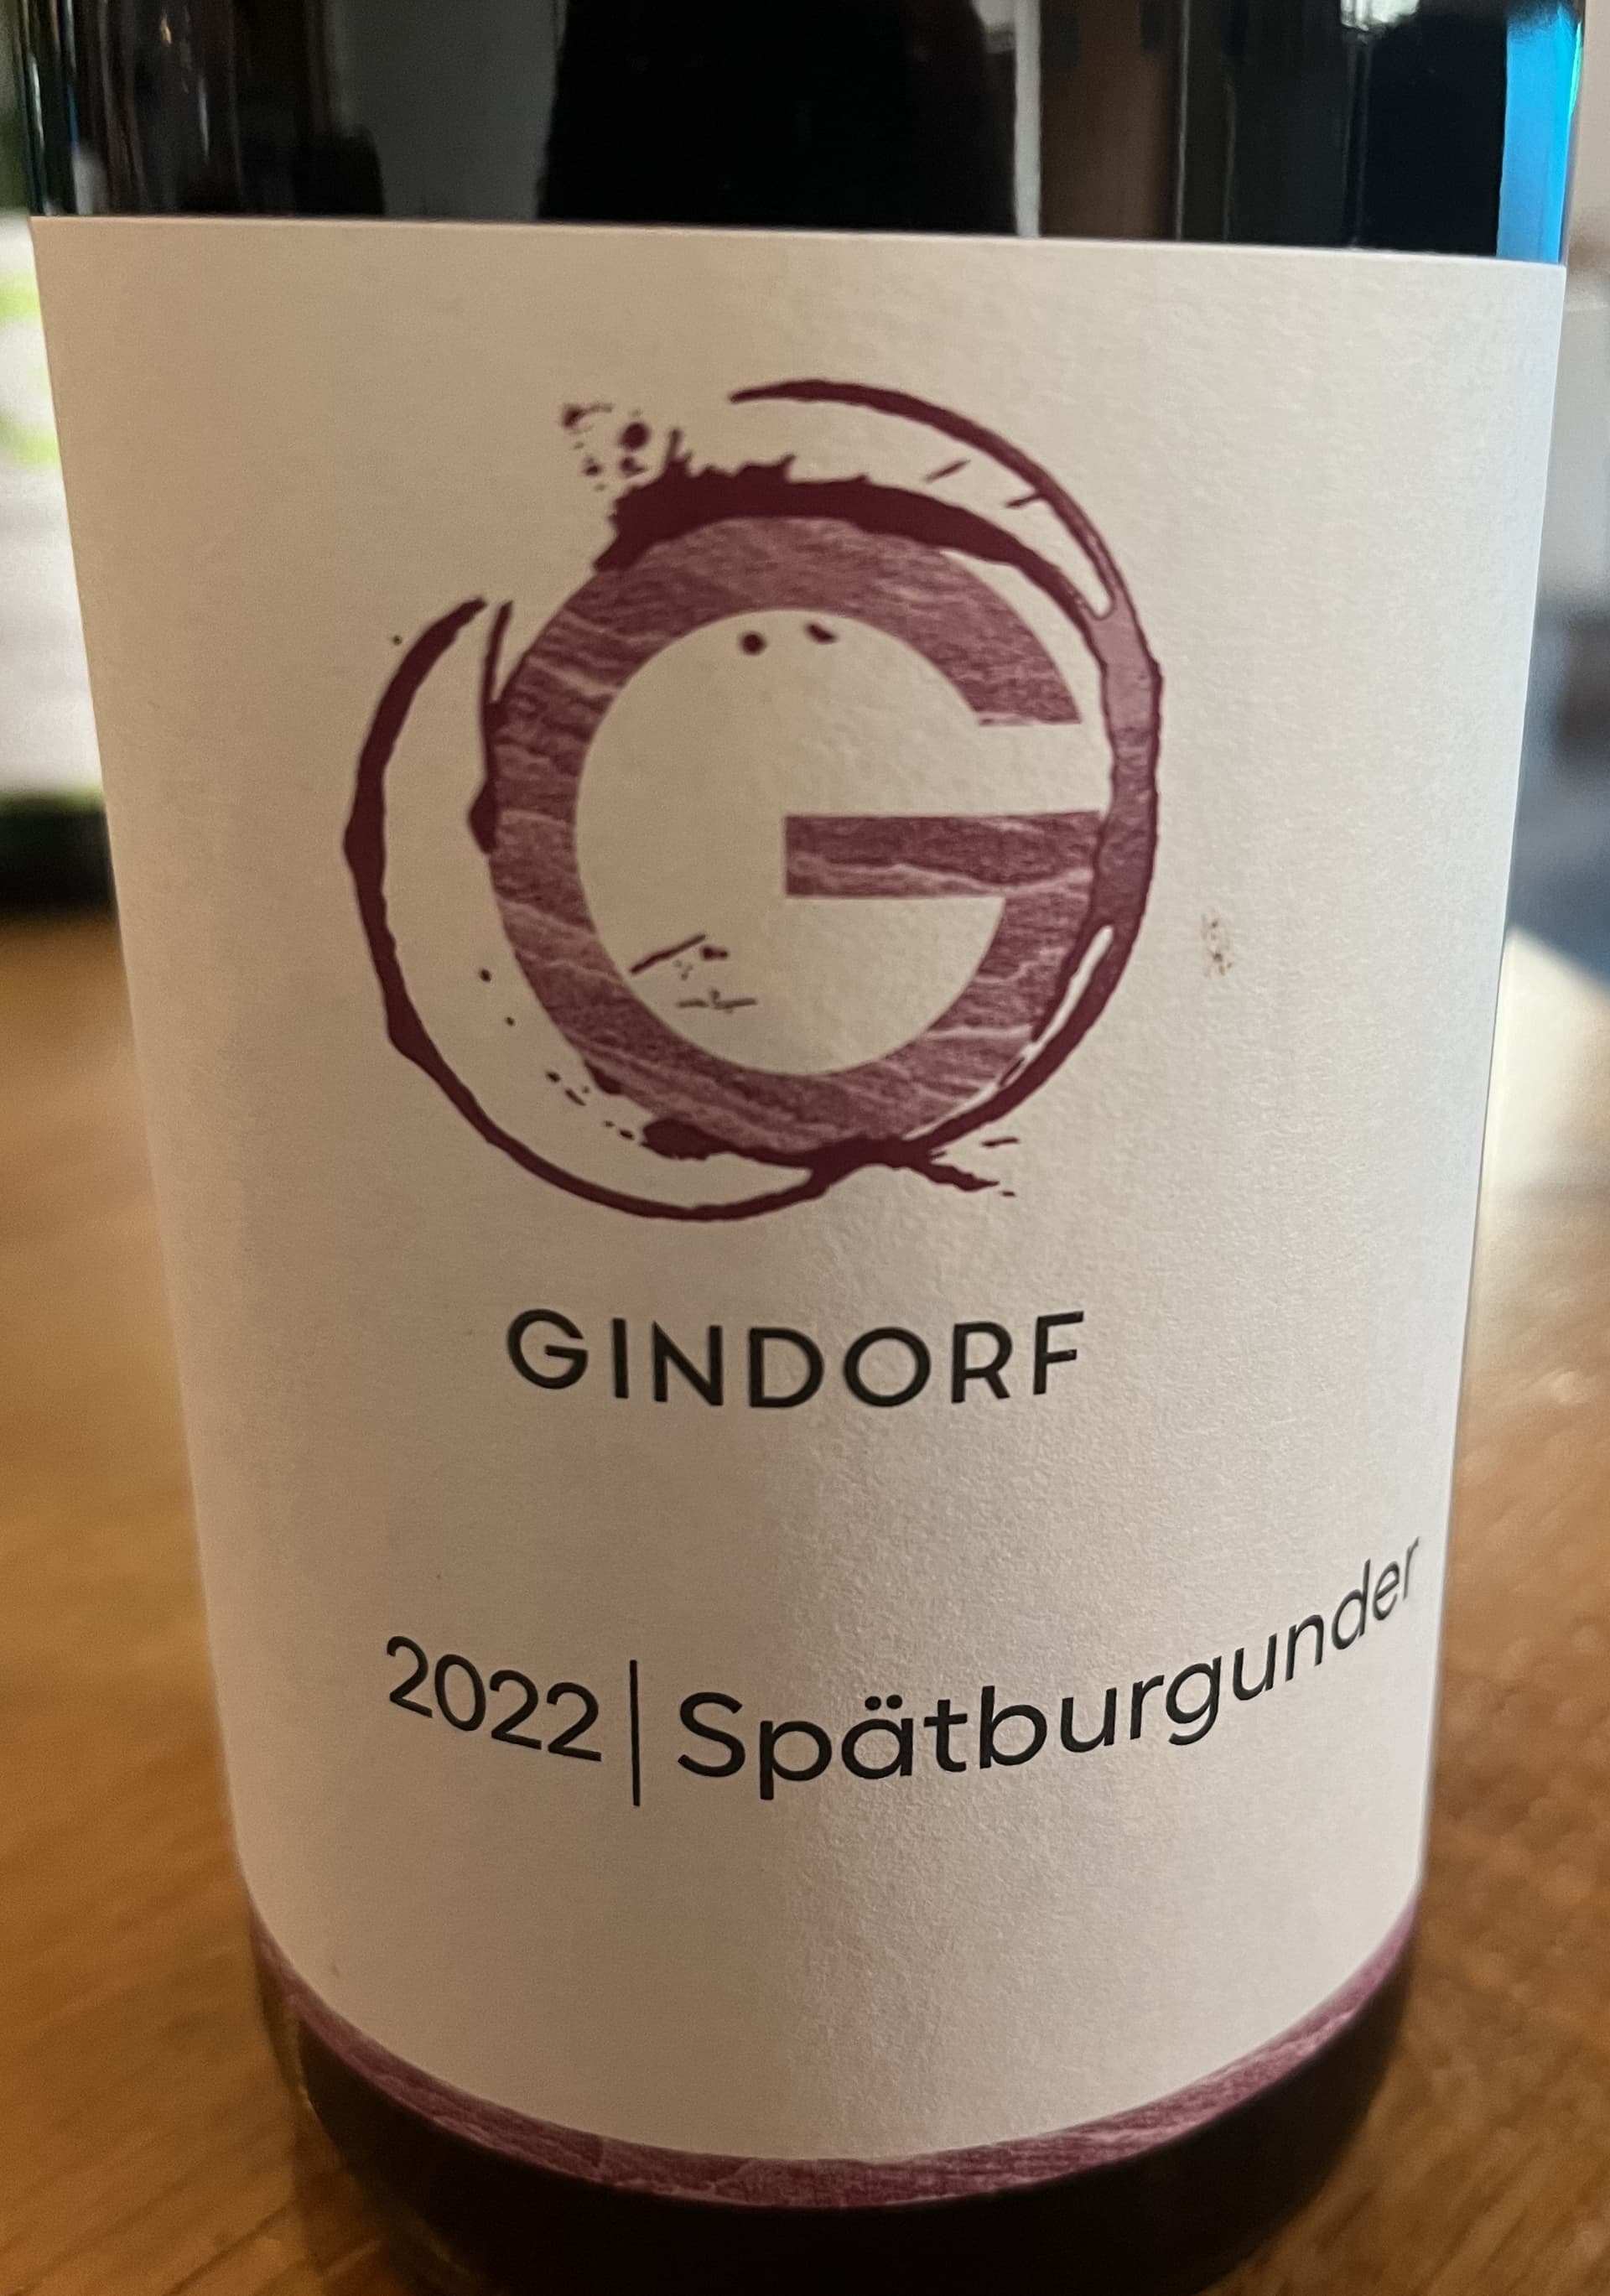 G
GINDORF
2022 | Spätburgunder